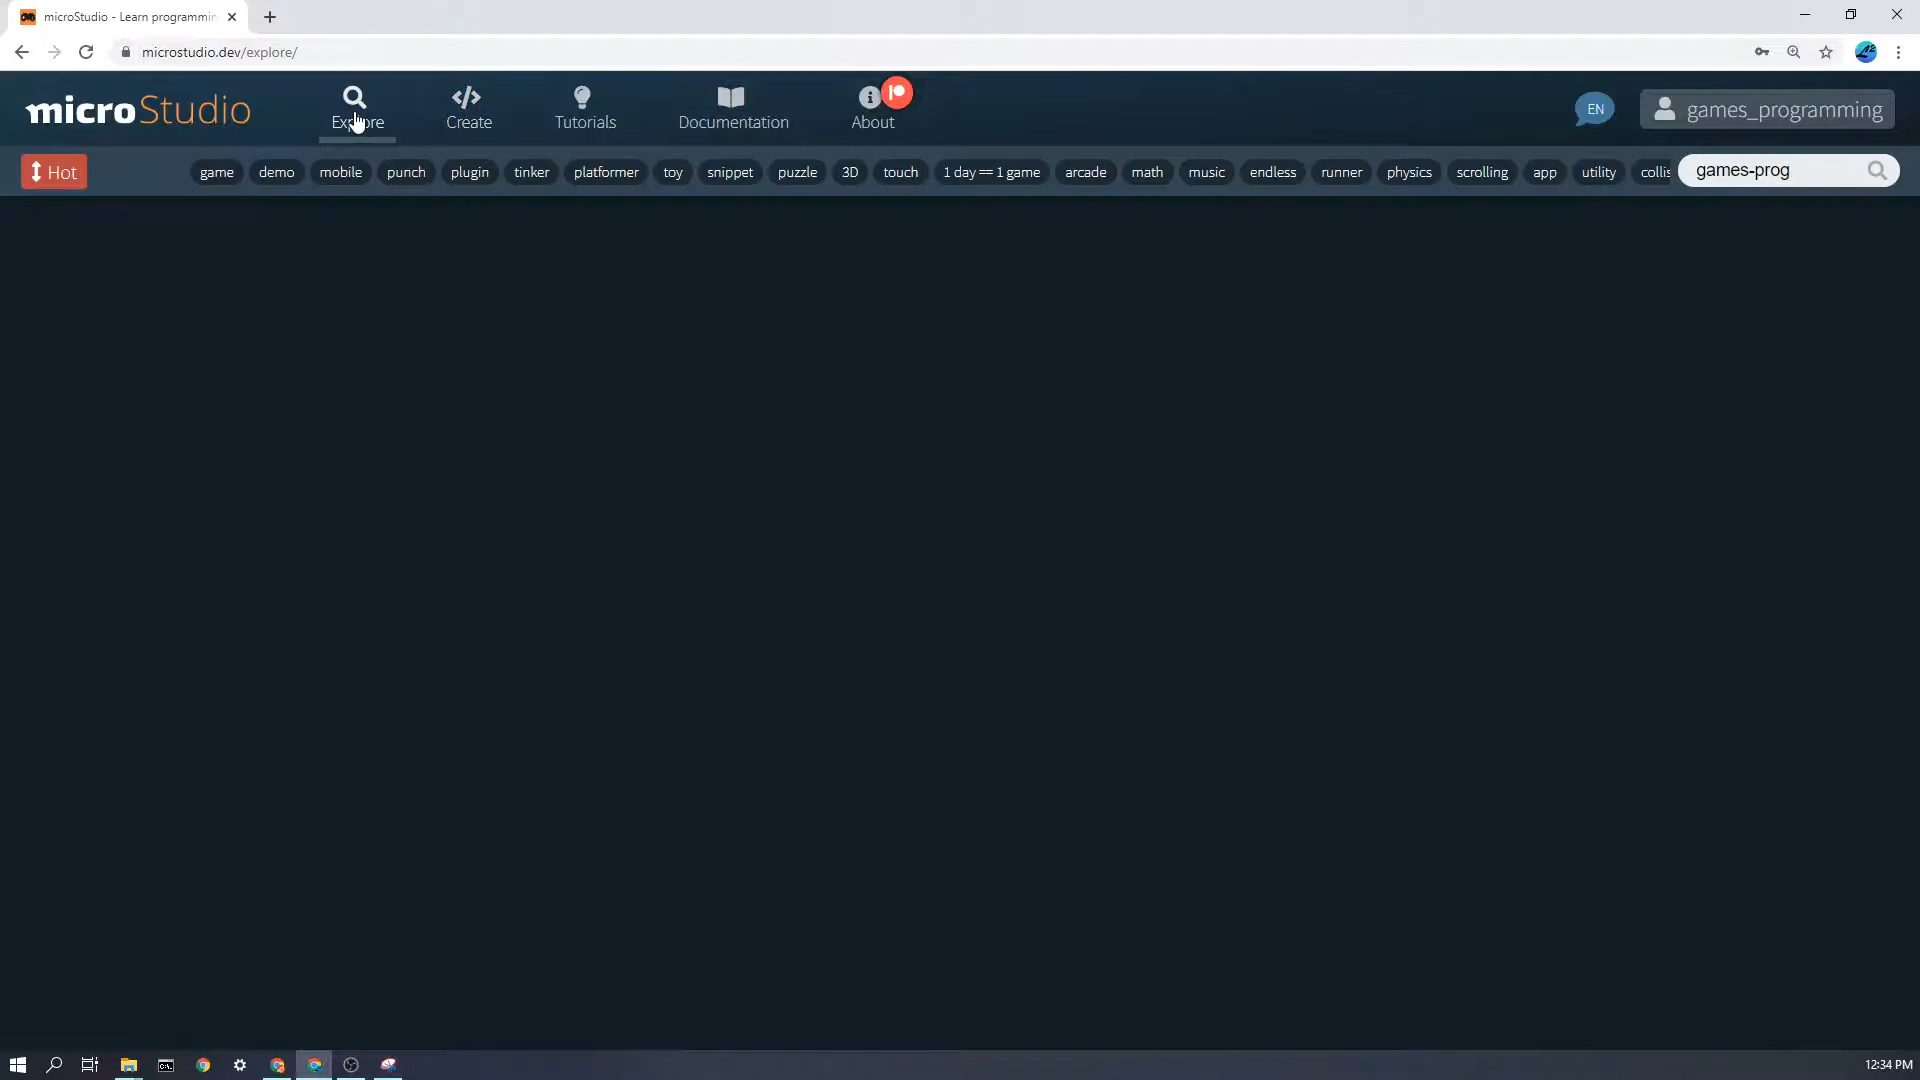 microStudio - Learn programmin
microstudio.dev/explore/
microStudio
Explore
Create
Tutorials
Documentation
About
EN
games_programming
Hot
game
demo
mobile
punch
plugin
tinker
platformer
toy
snippet
puzzle
3D
touch
1 day == 1 game
arcade
math
music
endless
runner
physics
scrolling
app
utility
collis
games-prog
12:34 PM